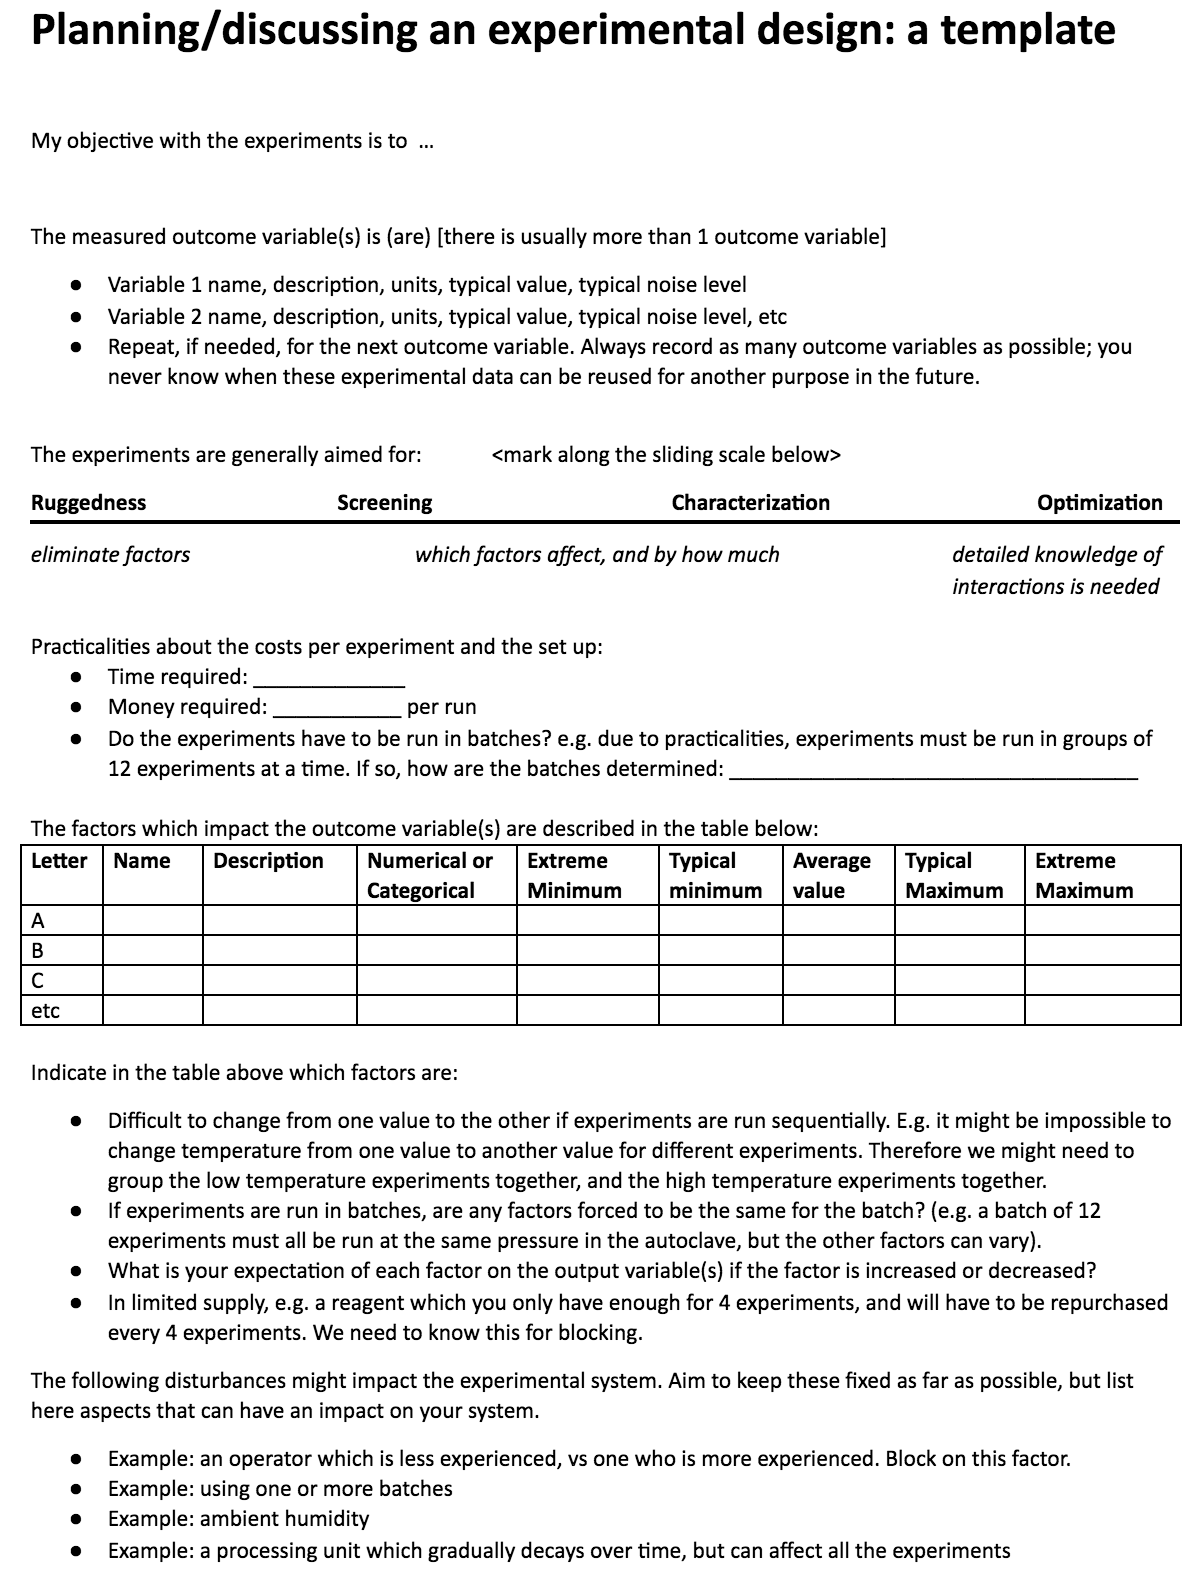 Planning/discussing an experimental design: a template
My objective with the experiments is to ...
The measured outcome variable(s) is (are) [there is usually more than 1 outcome variable]
● Variable 1 name, description, units, typical value, typical noise level
● Variable 2 name, description, units, typical value, typical noise level, etc
● Repeat, if needed, for the next outcome variable. Always record as many outcome variables as possible; you
never know when these experimental data can be reused for another purpose in the future.
The experiments are generally aimed for: <mark along the sliding scale below>
Ruggedness Screening Characterization Optimization
eliminate factors which factors affect, and by how much detailed knowledge of
interactions is needed
Practicalities about the costs per experiment and the set up:
● Time required: _____________
● Money required: ___________ per run
● Do the experiments have to be run in batches? e.g. due to practicalities, experiments must be run in groups of
12 experiments at a time. If so, how are the batches determined: ___________________________________
The factors which impact the outcome variable(s) are described in the table below:
Letter Name Description Numerical or Extreme Typical Average Typical Extreme
Categorical Minimum minimum value Maximum Maximum
A
B
C
etc
Indicate in the table above which factors are:
● Difficult to change from one value to the other if experiments are run sequentially. E.g. it might be impossible to
change temperature from one value to another value for different experiments. Therefore we might need to
group the low temperature experiments together, and the high temperature experiments together.
● If experiments are run in batches, are any factors forced to be the same for the batch? (e.g. a batch of 12
experiments must all be run at the same pressure in the autoclave, but the other factors can vary).
● What is your expectation of each factor on the output variable(s) if the factor is increased or decreased?
● In limited supply, e.g. a reagent which you only have enough for 4 experiments, and will have to be repurchased
every 4 experiments. We need to know this for blocking.
The following disturbances might impact the experimental system. Aim to keep these fixed as far as possible, but list
here aspects that can have an impact on your system.
● Example: an operator which is less experienced, vs one who is more experienced. Block on this factor.
● Example: using one or more batches
● Example: ambient humidity
● Example: a processing unit which gradually decays over time, but can affect all the experiments